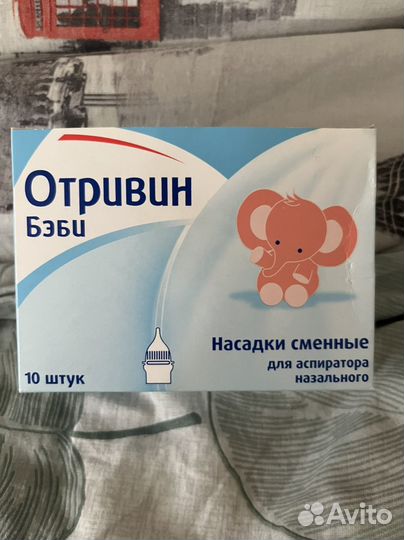 Отривин
Бэби
Насадки сменные
для аспиратора
назального
10 штук
Avito